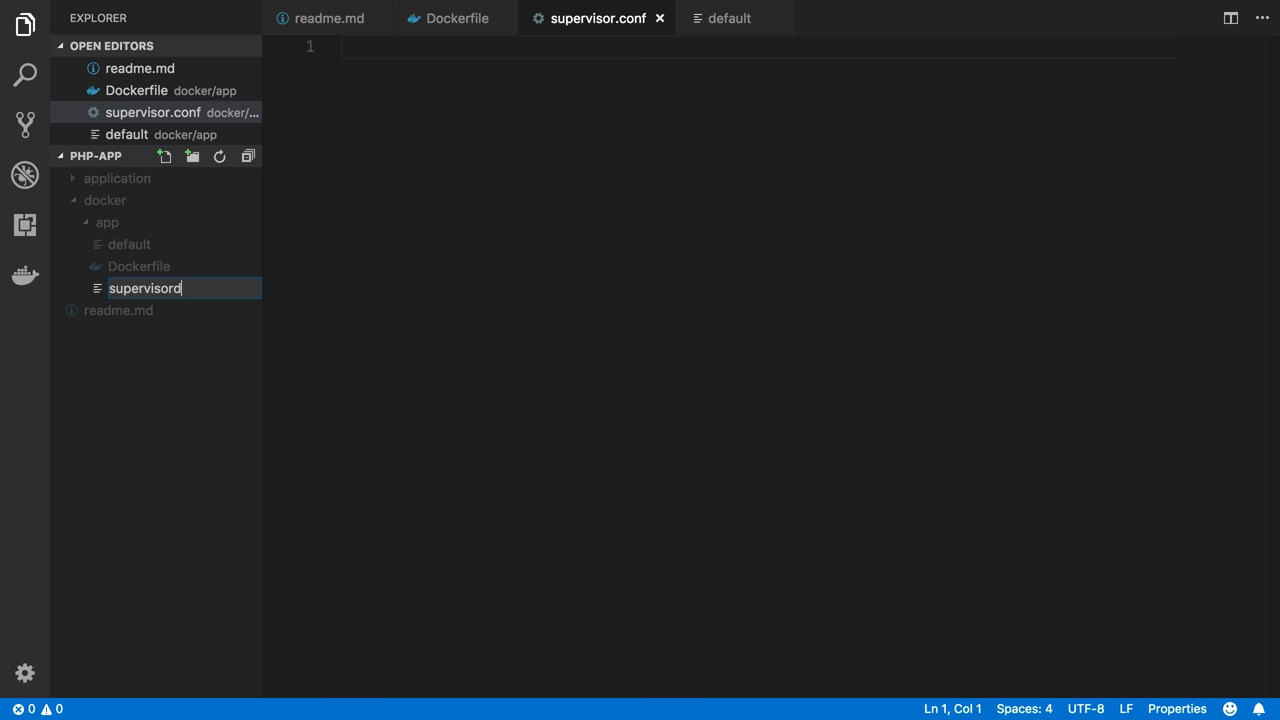 EXPLORER
readme.md
Dockerfile
supervisor.conf
default
OPEN EDITORS
readme.md
Dockerfile docker/app
supervisor.conf docker/...
default docker/app
PHP-APP
application
docker
app
default
Dockerfile
supervisord
readme.md
1
0 0
Ln 1, Col 1
Spaces: 4
UTF-8
LF
Properties